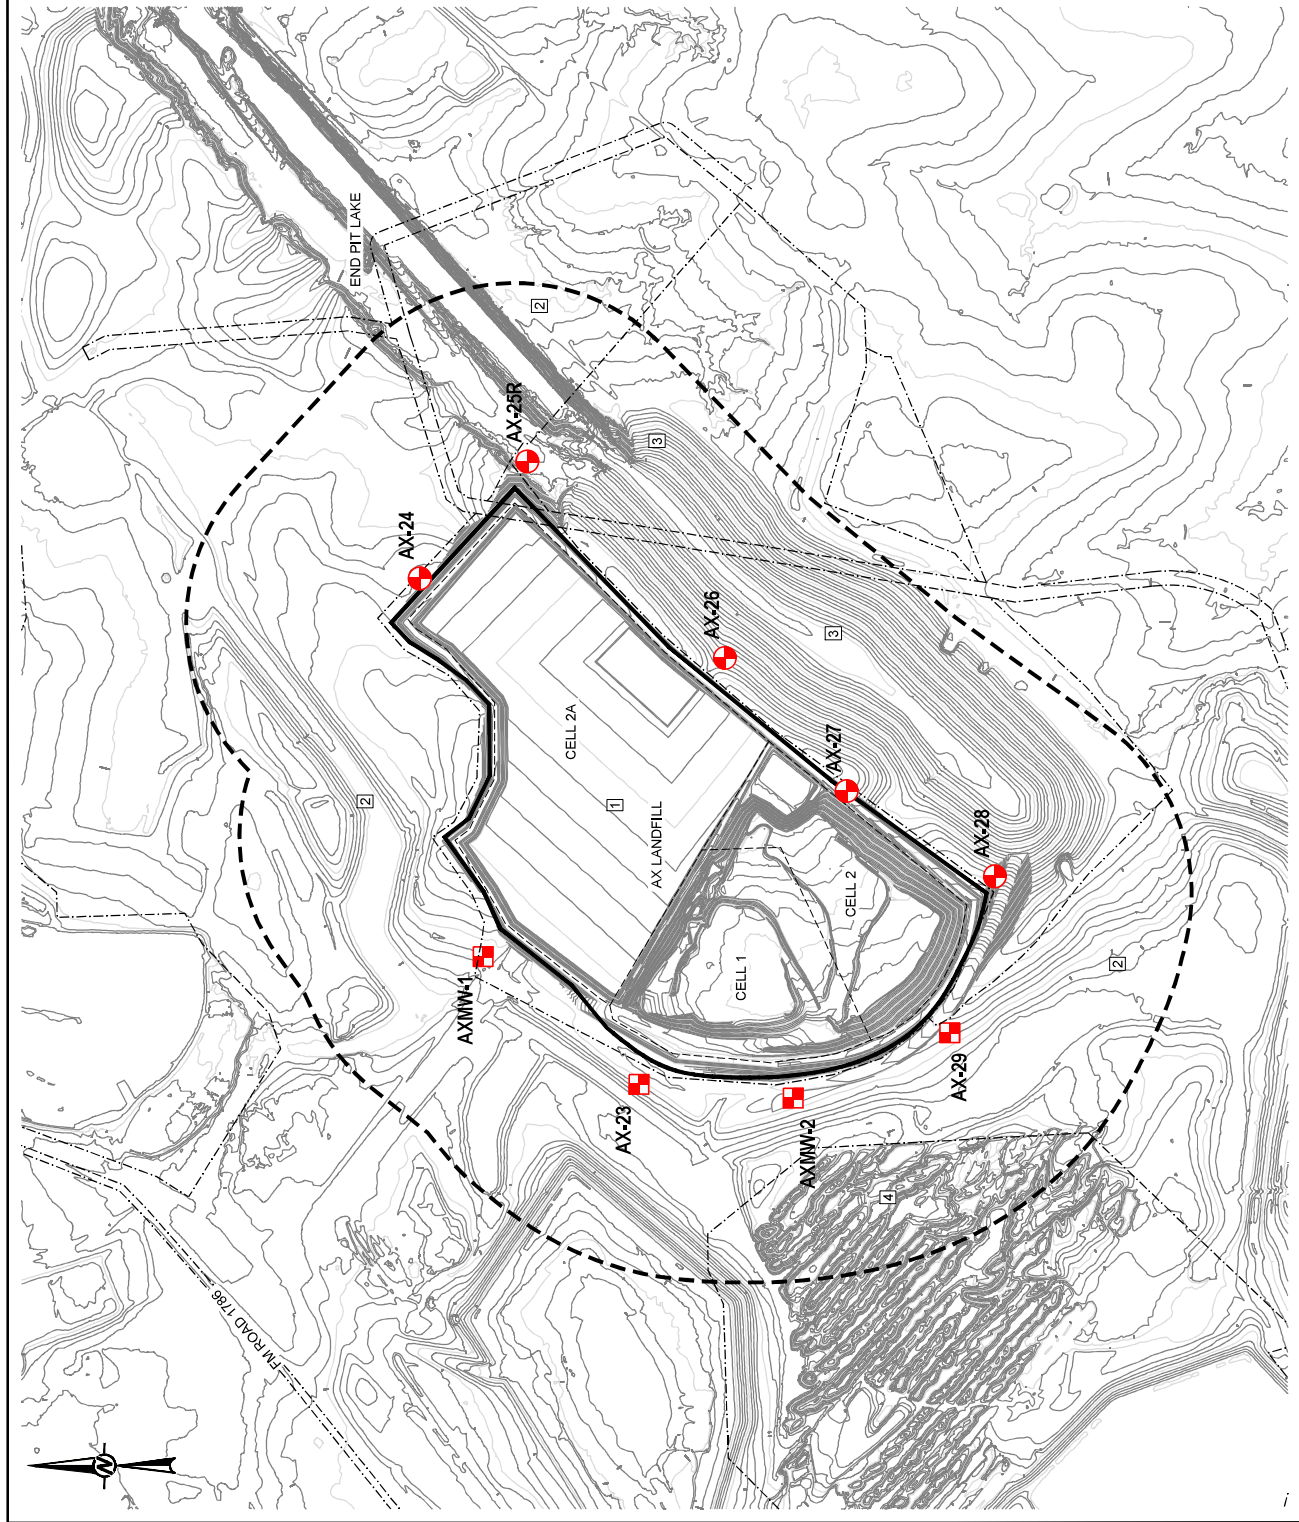 END PIT LAKE
2
AX-25R
3
AX-24
AX-26
3
CELL 2A
1
2
AX-27
AX LANDFILL
AX-28
CELL 2
CELL 1
2
AXMW-1
AX-23
AXMW-2
AX-29
4
FM ROAD 1786
N